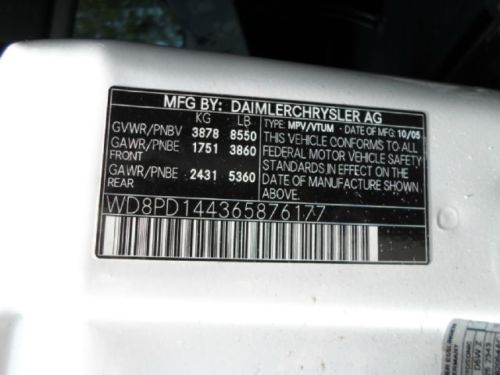 MFG BY: DAIMLERCHRYSLER AG
KG LB
GVWR/PNBV 3878 8550
GAWR/PNBE 1751 3860
FRONT
GAWR/PNBE 2431 5360
REAR
TYPE: MPV/VTUM - DATE OF MFG: 10/05
THIS VEHICLE CONFORMS TO ALL
FEDERAL MOTOR VEHICLE SAFETY
STANDARDS IN EFFECT ON THE
DATE OF MANUFACTURE SHOWN
ABOVE.
WD8PD144365876177